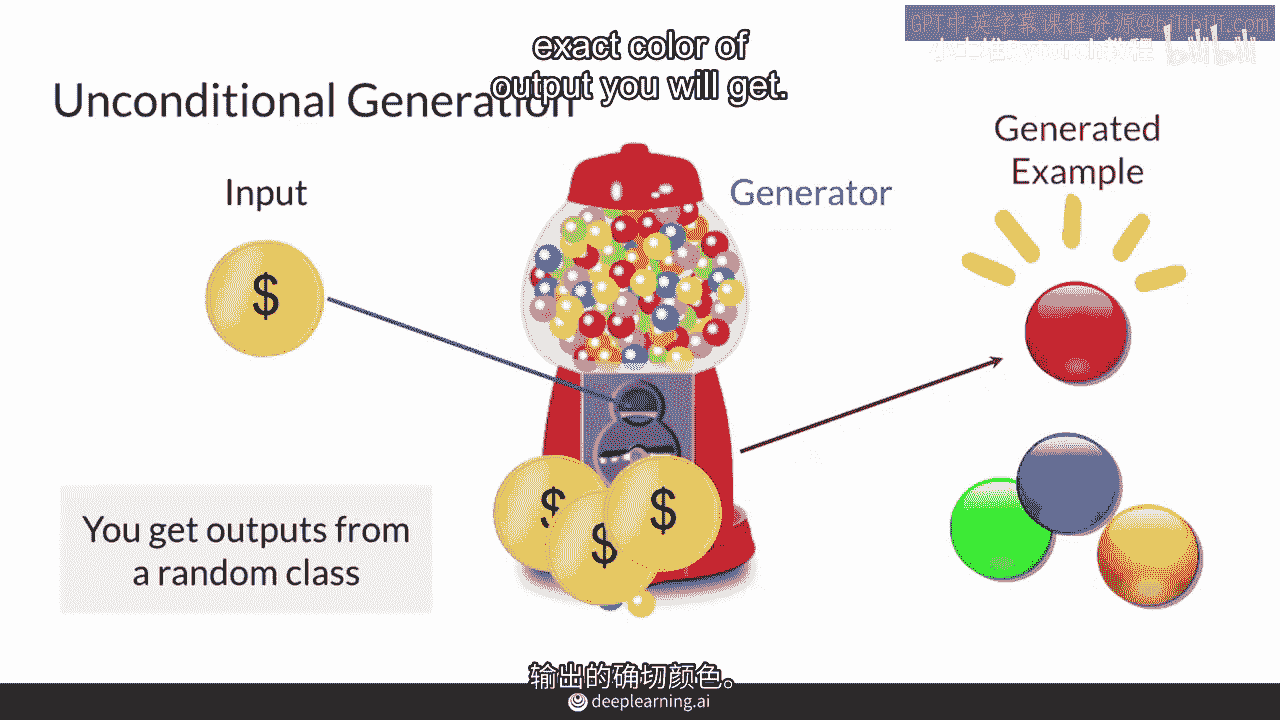 GPT中英字幕课程资源@bilibili.com
小土堆Pytorch教程 bilibili
exact color of
output you will get.
Unconditional Generation
Generated
Example
Input
Generator
$
$
$
$
You get outputs from
a random class
输出的确切颜色。
deeplearning.ai